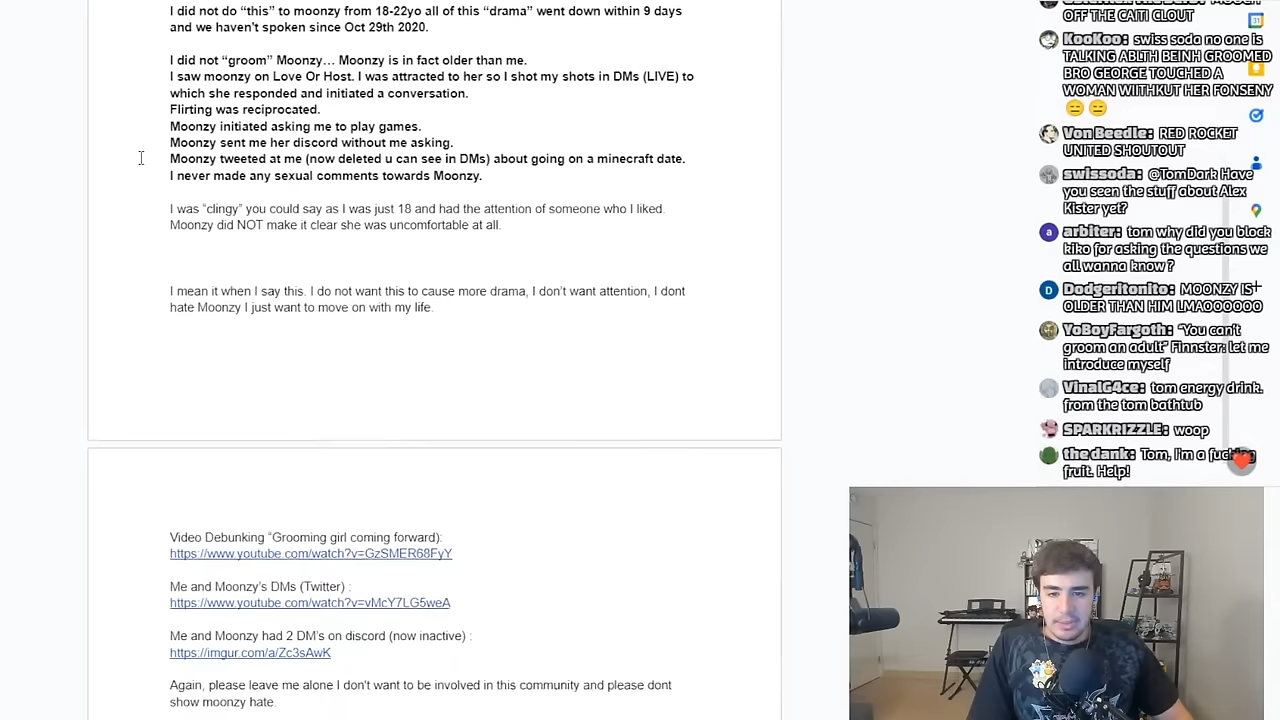 I did not do “this” to moonzy from 18-22yo all of this “drama” went down within 9 days
and we haven't spoken since Oct 29th 2020.
I did not “groom” Moonzy… Moonzy is in fact older than me.
I saw moonzy on Love Or Host. I was attracted to her so I shot my shots in DMs (LIVE) to
which she responded and initiated a conversation.
Flirting was reciprocated.
Moonzy initiated asking me to play games.
Moonzy sent me her discord without me asking.
Moonzy tweeted at me (now deleted u can see in DMs) about going on a minecraft date.
I never made any sexual comments towards Moonzy.
I was “clingy” you could say as I was just 18 and had the attention of someone who I liked.
Moonzy did NOT make it clear she was uncomfortable at all.
I mean it when I say this. I do not want this to cause more drama, I don’t want attention, I dont
hate Moonzy I just want to move on with my life.
Video Debunking “Grooming girl coming forward):
https://www.youtube.com/watch?v=GzSMER68FyY
Me and Moonzy’s DMs (Twitter) :
https://www.youtube.com/watch?v=vMcY7LG5weA
Me and Moonzy had 2 DM’s on discord (now inactive) :
https://imgur.com/a/Zc3sAwK
Again, please leave me alone I don't want to be involved in this community and please dont
show moonzy hate.
OFF THE CAITI CLOUT
KooKoo: swiss soda no one is
TALKING ABLTH BEINH GROOMED
BRO GEORGE TOUCHED A
WOMAN WIITHKUT HER FONSENY
😑 😑
Von Beedle: RED ROCKET
UNITED SHOUTOUT
swissoda: @TomDark Have
you seen the stuff about Alex
Kister yet?
a
arbiter: tom why did you block
kiko for asking the questions we
all wanna know ?
D
Dodgeritonito: MOONZY IS
OLDER THAN HIM LMAOOOOOO
YoBoyFargoth: “You can't
groom an adult” Finnster: let me
introduce myself
VinalG4ce: tom energy drink.
from the tom bathtub
SPARKRIZZLE: woop
the dank: Tom, I'm a fucking
fruit. Help!
31